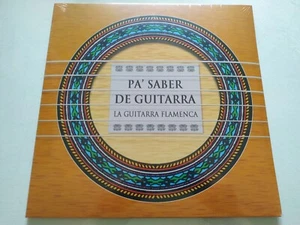 PA' SABER
DE GUITARRA
LA GUITARRA FLAMENCA